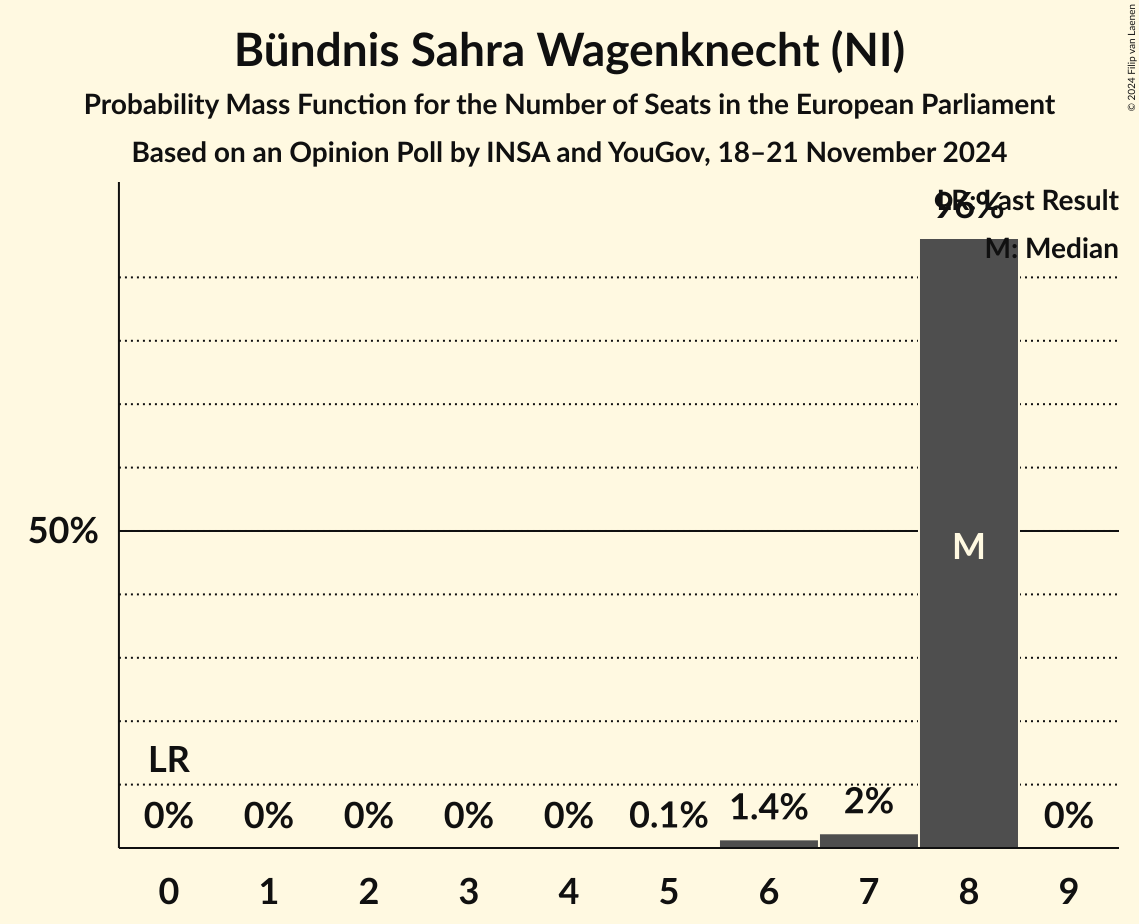 Bündnis Sahra Wagenknecht (NI)
Probability Mass Function for the Number of Seats in the European Parliament
Based on an Opinion Poll by INSA and YouGov, 18–21 November 2024
© 2024 Filip van Laenen
96%
LR: Last Result
M: Median
50%
M
LR
0% 0% 0% 0% 0% 0.1% 1.4% 2% 0%
0 1 2 3 4 5 6 7 8 9